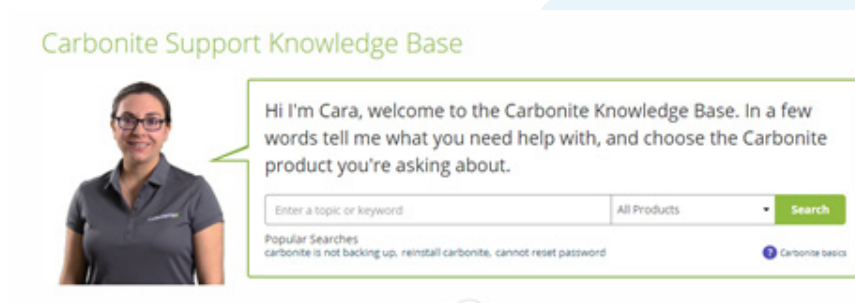 Carbonite Support Knowledge Base
Hi I'm Cara, welcome to the Carbonite Knowledge Base. In a few
words tell me what you need help with, and choose the Carbonite
product you're asking about.
Enter a topic or keyword
All Products
Search
Popular Searches
carbonite is not backing up, reinstall carbonite, cannot reset password
? Carbonite basics